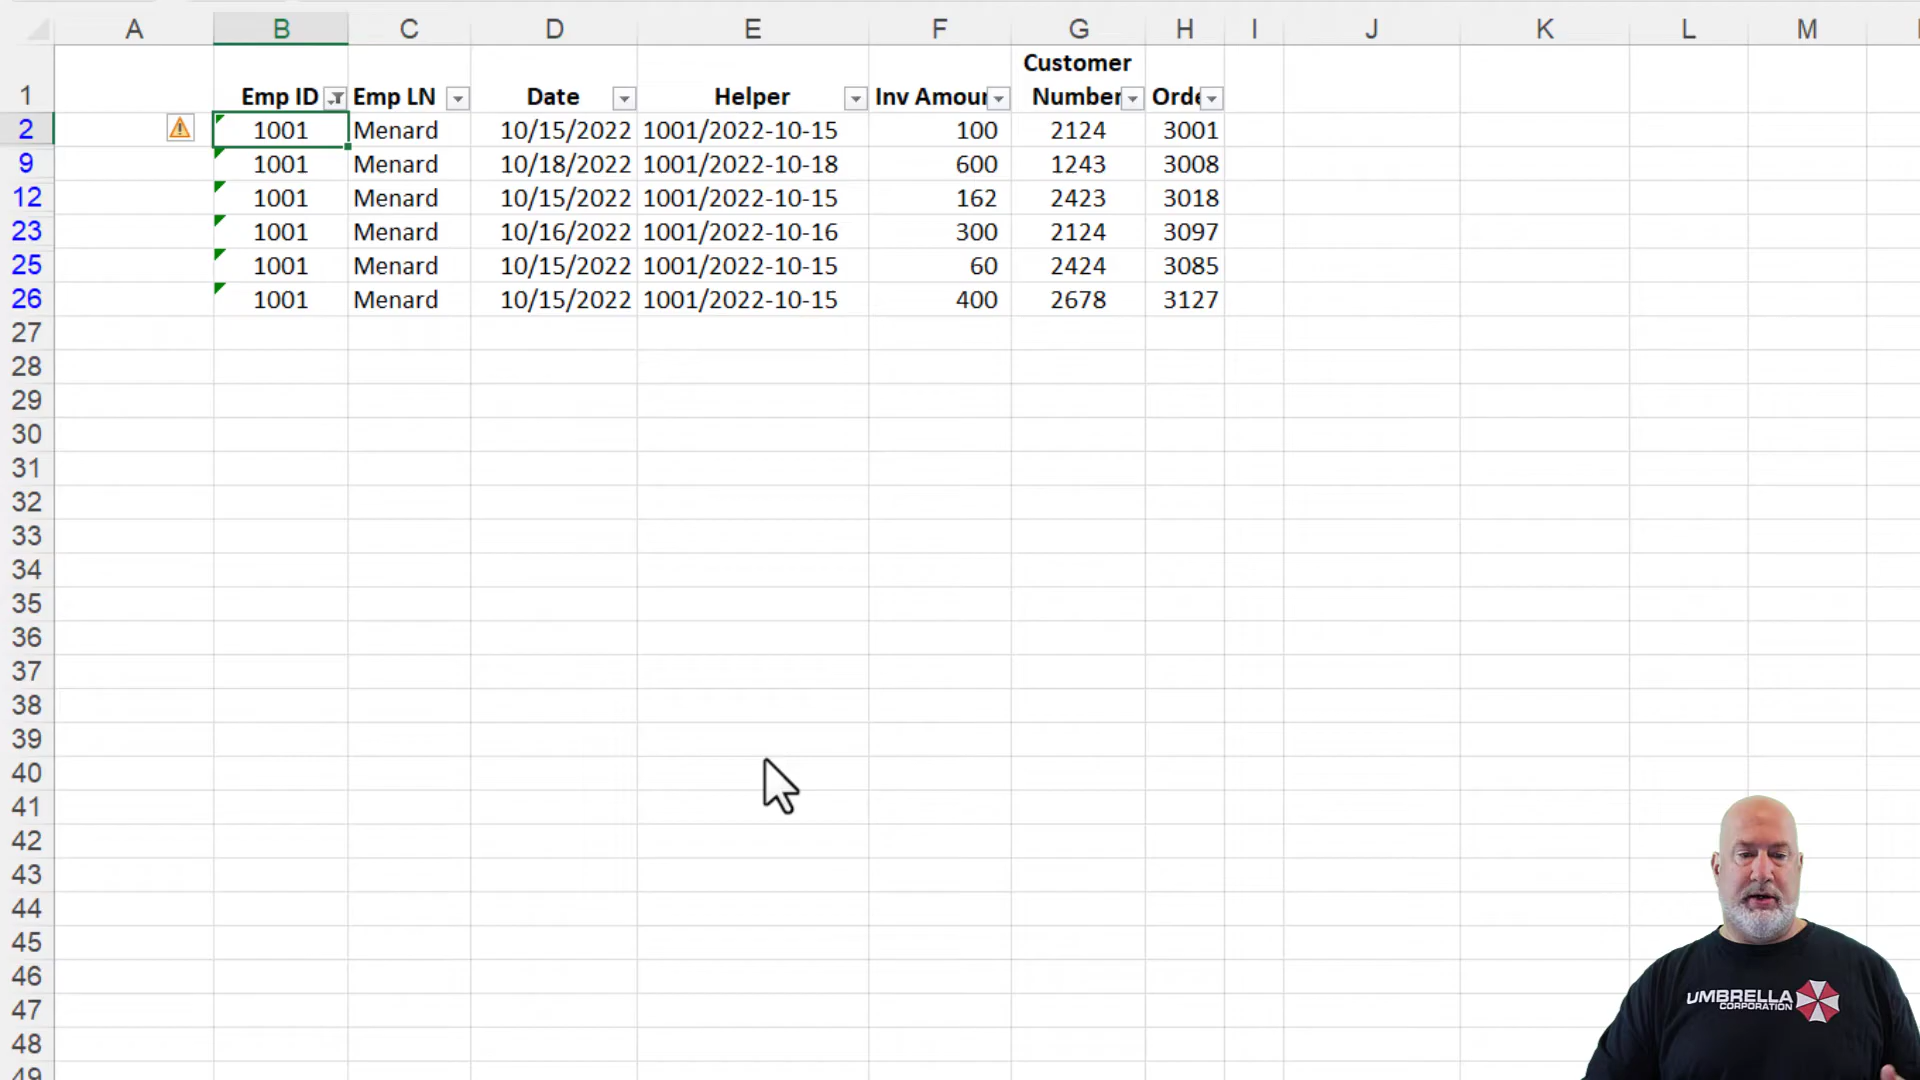 A B C D E F G H I J K L M
Customer
1 Emp ID Emp LN Date Helper Inv Amour Number Orde
2 1001 Menard 10/15/2022 1001/2022-10-15 100 2124 3001
9 1001 Menard 10/18/2022 1001/2022-10-18 600 1243 3008
12 1001 Menard 10/15/2022 1001/2022-10-15 162 2423 3018
23 1001 Menard 10/16/2022 1001/2022-10-16 300 2124 3097
25 1001 Menard 10/15/2022 1001/2022-10-15 60 2424 3085
26 1001 Menard 10/15/2022 1001/2022-10-15 400 2678 3127
27
28
29
30
31
32
33
34
35
36
37
38
39
40
41
42
43
44
45
46
47
48
49
UMBRELLA
CORPORATION